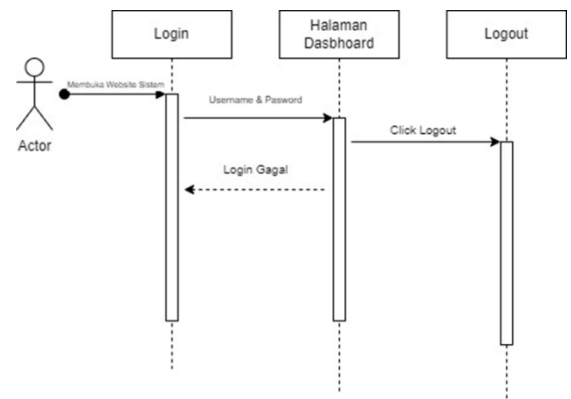 Login
Halaman
Dasbhoard
Logout
Membuka Website Sistem
Username & Pasword
Click Logout
Actor
Login Gagal